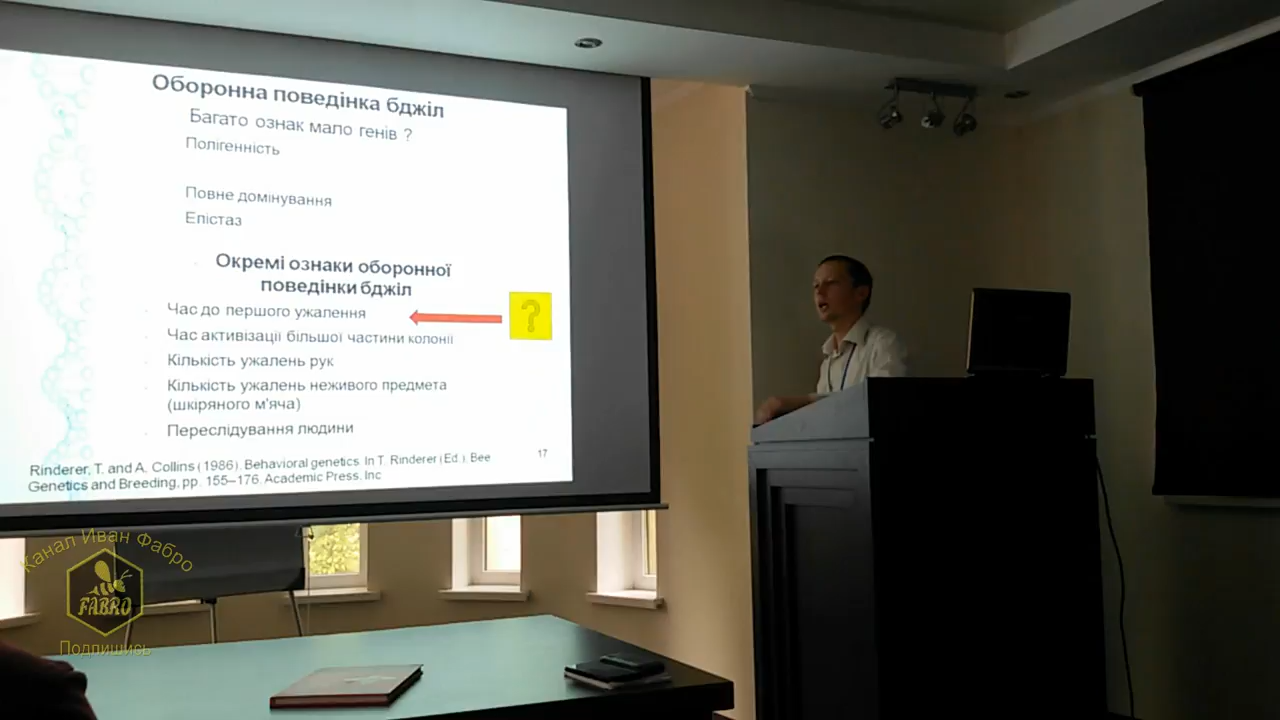 Оборонна поведінка бджіл
Багато ознак мало генів ?
Полігенність
Повне домінування
Епістаз
Окремі ознаки оборонної
поведінки бджіл
Час до першого ужалення
?
Час активізації більшої частини колонії
Кількість ужалень рук
Кількість ужалень неживого предмета
(шкіряного м'яча)
Переслідування людини
Rinderer, T. and A. Collins (1986). Behavioral genetics. In T. Rinderer (Ed.). Bee
Genetics and Breeding, pp. 155–176. Academic Press. Inc
17
Канал Иван Фабро
FABRO
Подпишись